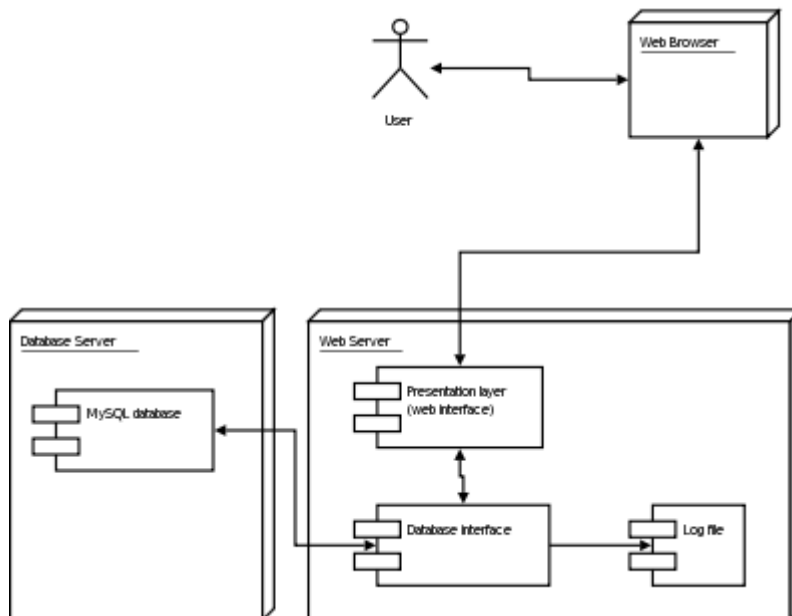 Web Browser
User
Database Server
Web Server
MySQL database
Presentation layer
(web interface)
Database interface
Log file